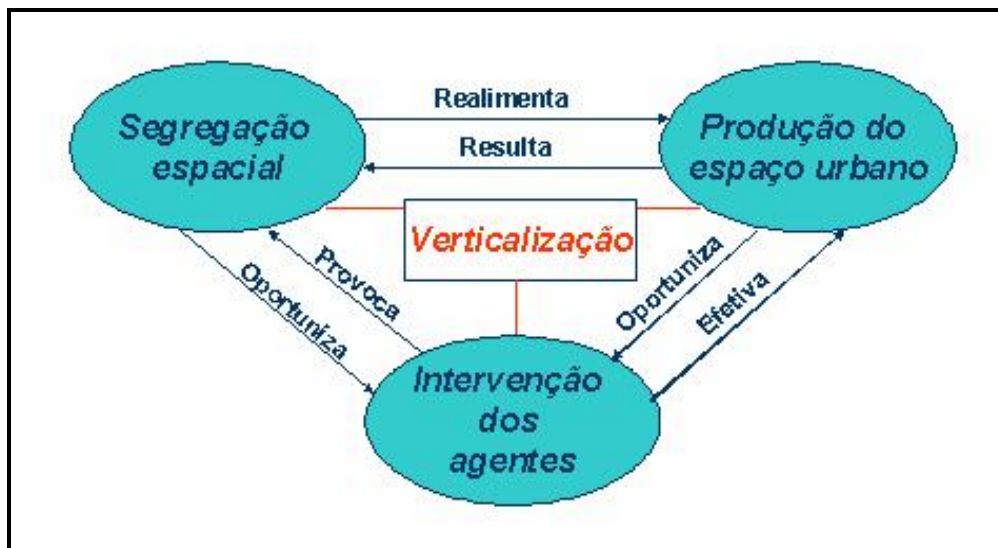 Realimenta
Segregação
espacial
Produção do
espaço urbano
Resulta
Verticalização
Oportuniza
Provoca
Oportuniza
Efetiva
Intervenção
dos
agentes